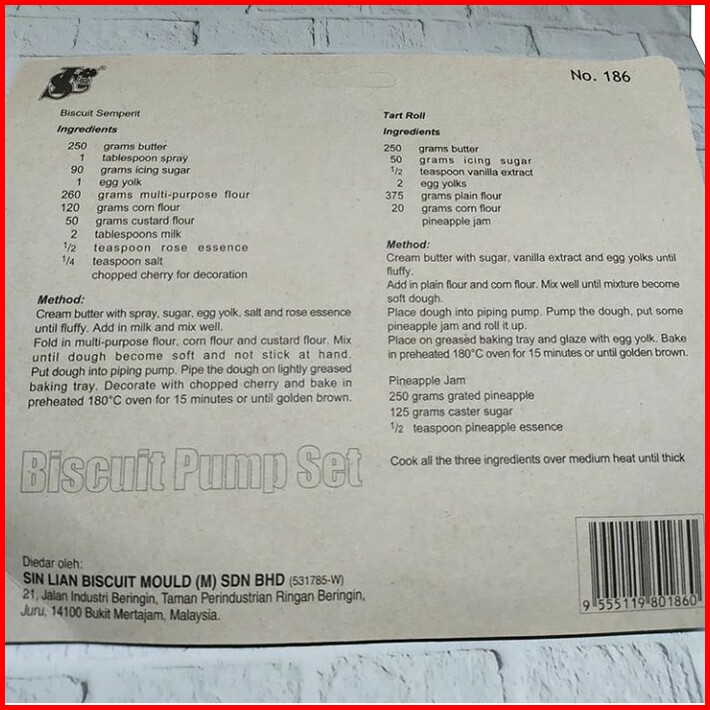 No. 186
Biscuit Semperit
Ingredients
250 grams butter
1 tablespoon spray
90 grams icing sugar
1 egg yolk
260 grams multi-purpose flour
120 grams corn flour
50 grams custard flour
2 tablespoons milk
1/2 teaspoon rose essence
1/4 teaspoon salt
chopped cherry for decoration
Method:
Cream butter with spray, sugar, egg yolk, salt and rose essence
until fluffy. Add in milk and mix well.
Fold in multi-purpose flour, corn flour and custard flour. Mix
until dough become soft and not stick at hand.
Put dough into piping pump. Pipe the dough on lightly greased
baking tray. Decorate with chopped cherry and bake in
preheated 180°C oven for 15 minutes or until golden brown.
Tart Roll
Ingredients
250 grams butter
50 grams icing sugar
1/2 teaspoon vanilla extract
2 egg yolks
375 grams plain flour
20 grams corn flour
pineapple jam
Method:
Cream butter with sugar, vanilla extract and egg yolks until
fluffy.
Add in plain flour and corn flour. Mix well until mixture become
soft dough.
Place dough into piping pump. Pump the dough, put some
pineapple jam and roll it up.
Place on greased baking tray and glaze with egg yolk. Bake
in preheated 180°C oven for 15 minutes or until golden brown.
Pineapple Jam
250 grams grated pineapple
125 grams caster sugar
1/2 teaspoon pineapple essence
Cook all the three ingredients over medium heat until thick
Biscuit Pump Set
Diedar oleh:
SIN LIAN BISCUIT MOULD (M) SDN BHD (531785-W)
21, Jalan Industri Beringin, Taman Perindustrian Ringan Beringin,
Juru, 14100 Bukit Mertajam, Malaysia.
9 555119 801860